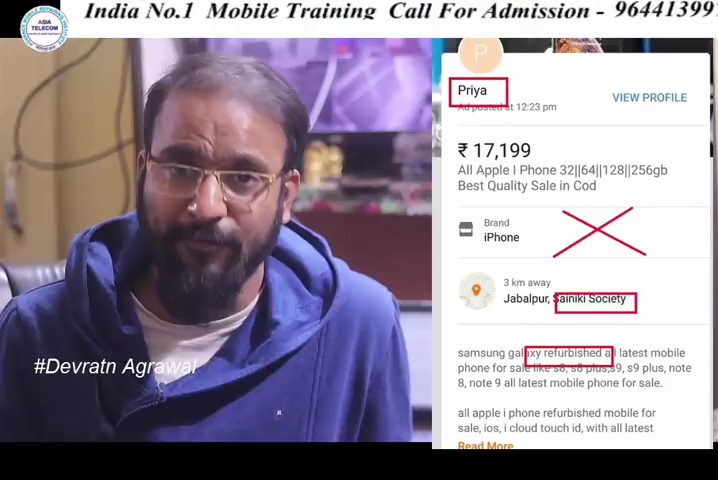 India No.1 Mobile Training Call For Admission - 964413997
ASIA
TELECOM
P
Priya
Ad posted at 12:23 pm
VIEW PROFILE
₹ 17,199
All Apple I Phone 32||64||128||256gb
Best Quality Sale in Cod
Brand
iPhone
3 km away
Jabalpur, Sainiki Society
samsung galaxy refurbished all latest mobile
phone for sale like s8, s8 plus,s9, s9 plus, note
8, note 9 all latest mobile phone for sale.
all apple i phone refurbished mobile for
sale, ios, i cloud touch id, with all latest
Read More
#Devratn Agrawal